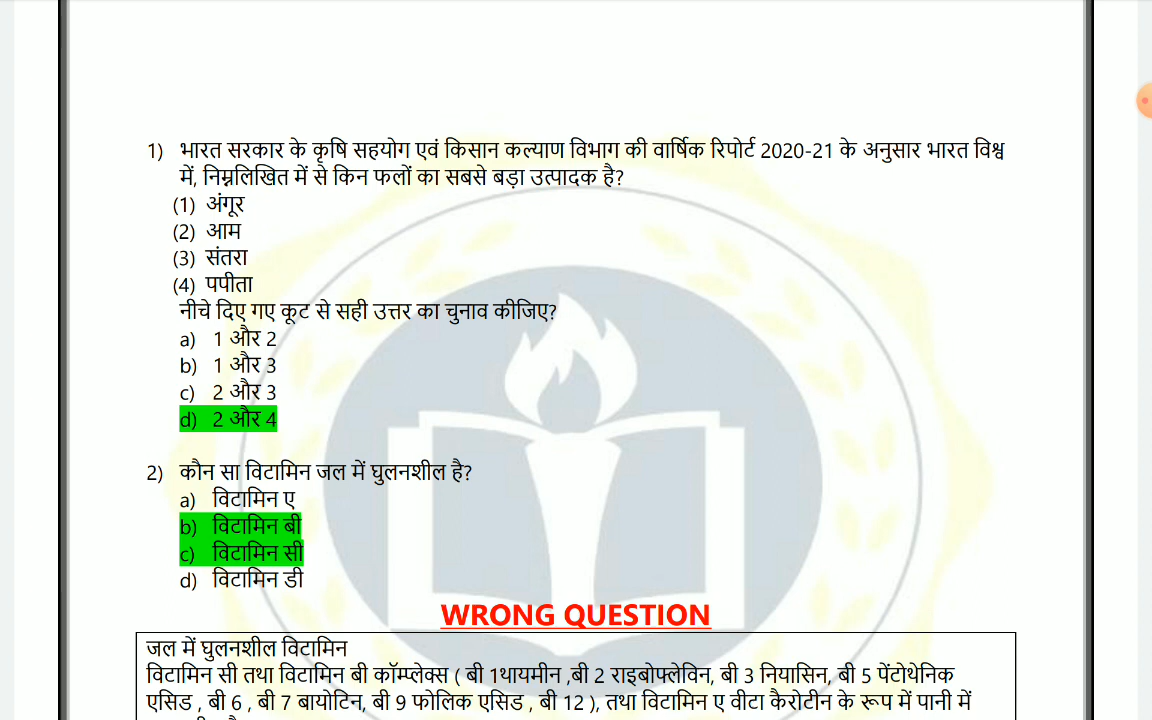 1) भारत सरकार के कृषि सहयोग एवं किसान कल्याण विभाग की वार्षिक रिपोर्ट 2020-21 के अनुसार भारत विश्व
में, निम्नलिखित में से किन फलों का सबसे बड़ा उत्पादक है?
(1) अंगूर
(2) आम
(3) संतरा
(4) पपीता
नीचे दिए गए कूट से सही उत्तर का चुनाव कीजिए?
a) 1 और 2
b) 1 और 3
c) 2 और 3
d) 2 और 4
2) कौन सा विटामिन जल में घुलनशील है?
a) विटामिन ए
b) विटामिन बी
c) विटामिन सी
d) विटामिन डी
WRONG QUESTION
जल में घुलनशील विटामिन
विटामिन सी तथा विटामिन बी कॉम्प्लेक्स ( बी 1थायमीन ,बी 2 राइबोफ्लेविन, बी 3 नियासिन, बी 5 पेंटोथेनिक
एसिड , बी 6 , बी 7 बायोटिन, बी 9 फोलिक एसिड , बी 12 ), तथा विटामिन ए वीटा कैरोटीन के रूप में पानी में